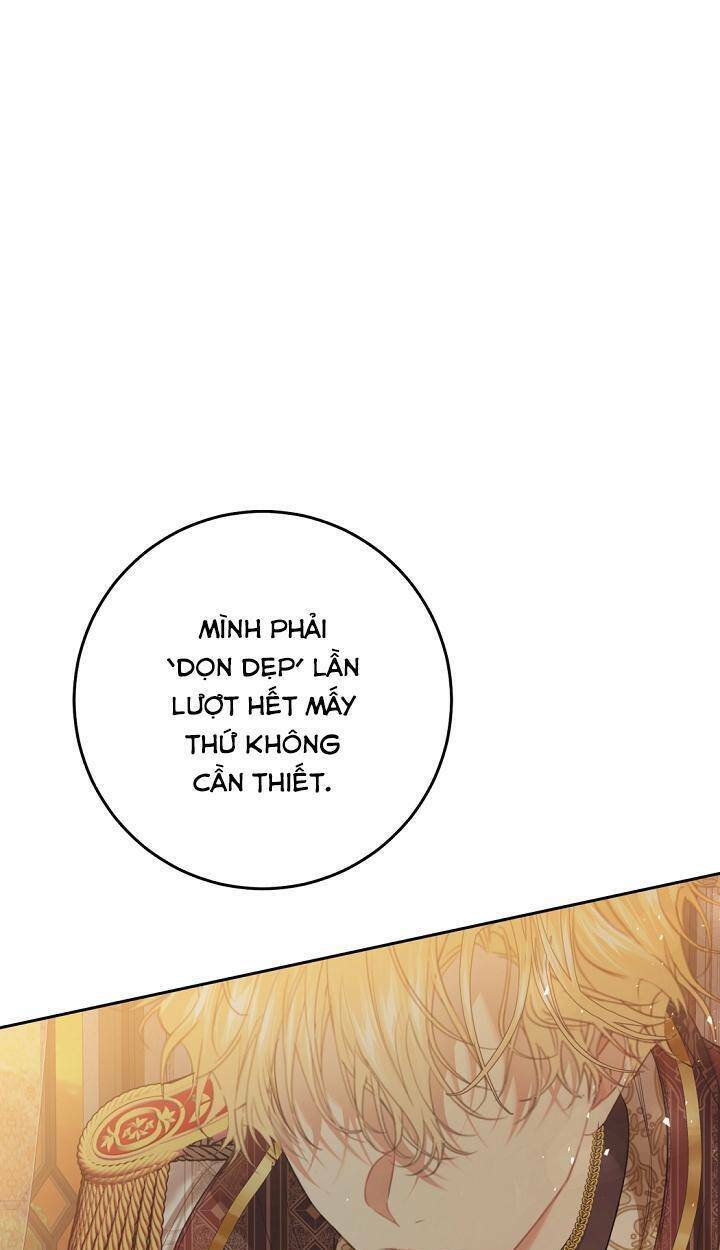 MÌNH PHẢI
‘DỌN DẸP’ LẦN
LƯỢT HẾT MẤY
THỨ KHÔNG
CẦN THIẾT.